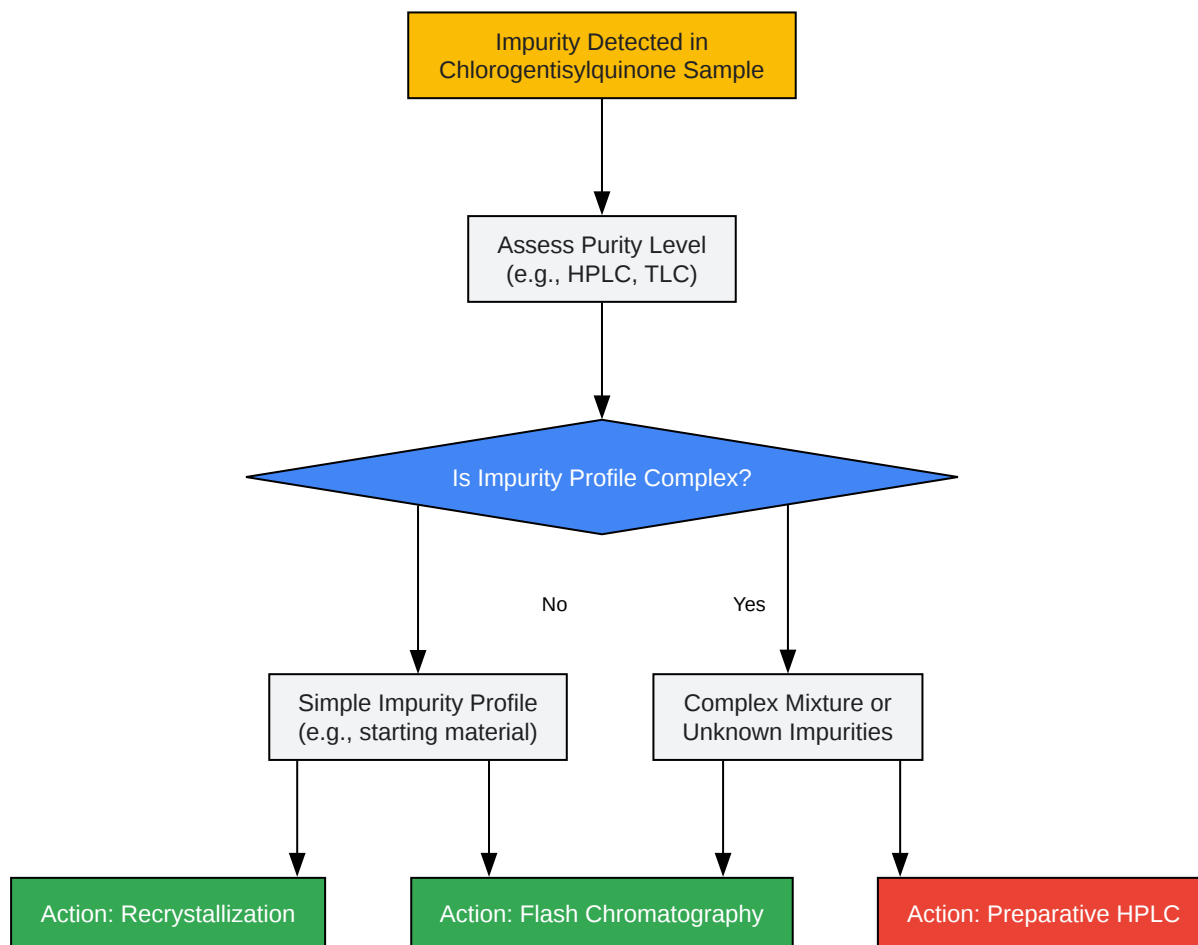 Impurity Detected in
Chlorogentisylquinone Sample
Assess Purity Level
(e.g., HPLC, TLC)
Is Impurity Profile Complex?
No
Yes
Simple Impurity Profile
(e.g., starting material)
Complex Mixture or
Unknown Impurities
Action: Recrystallization
Action: Flash Chromatography
Action: Preparative HPLC